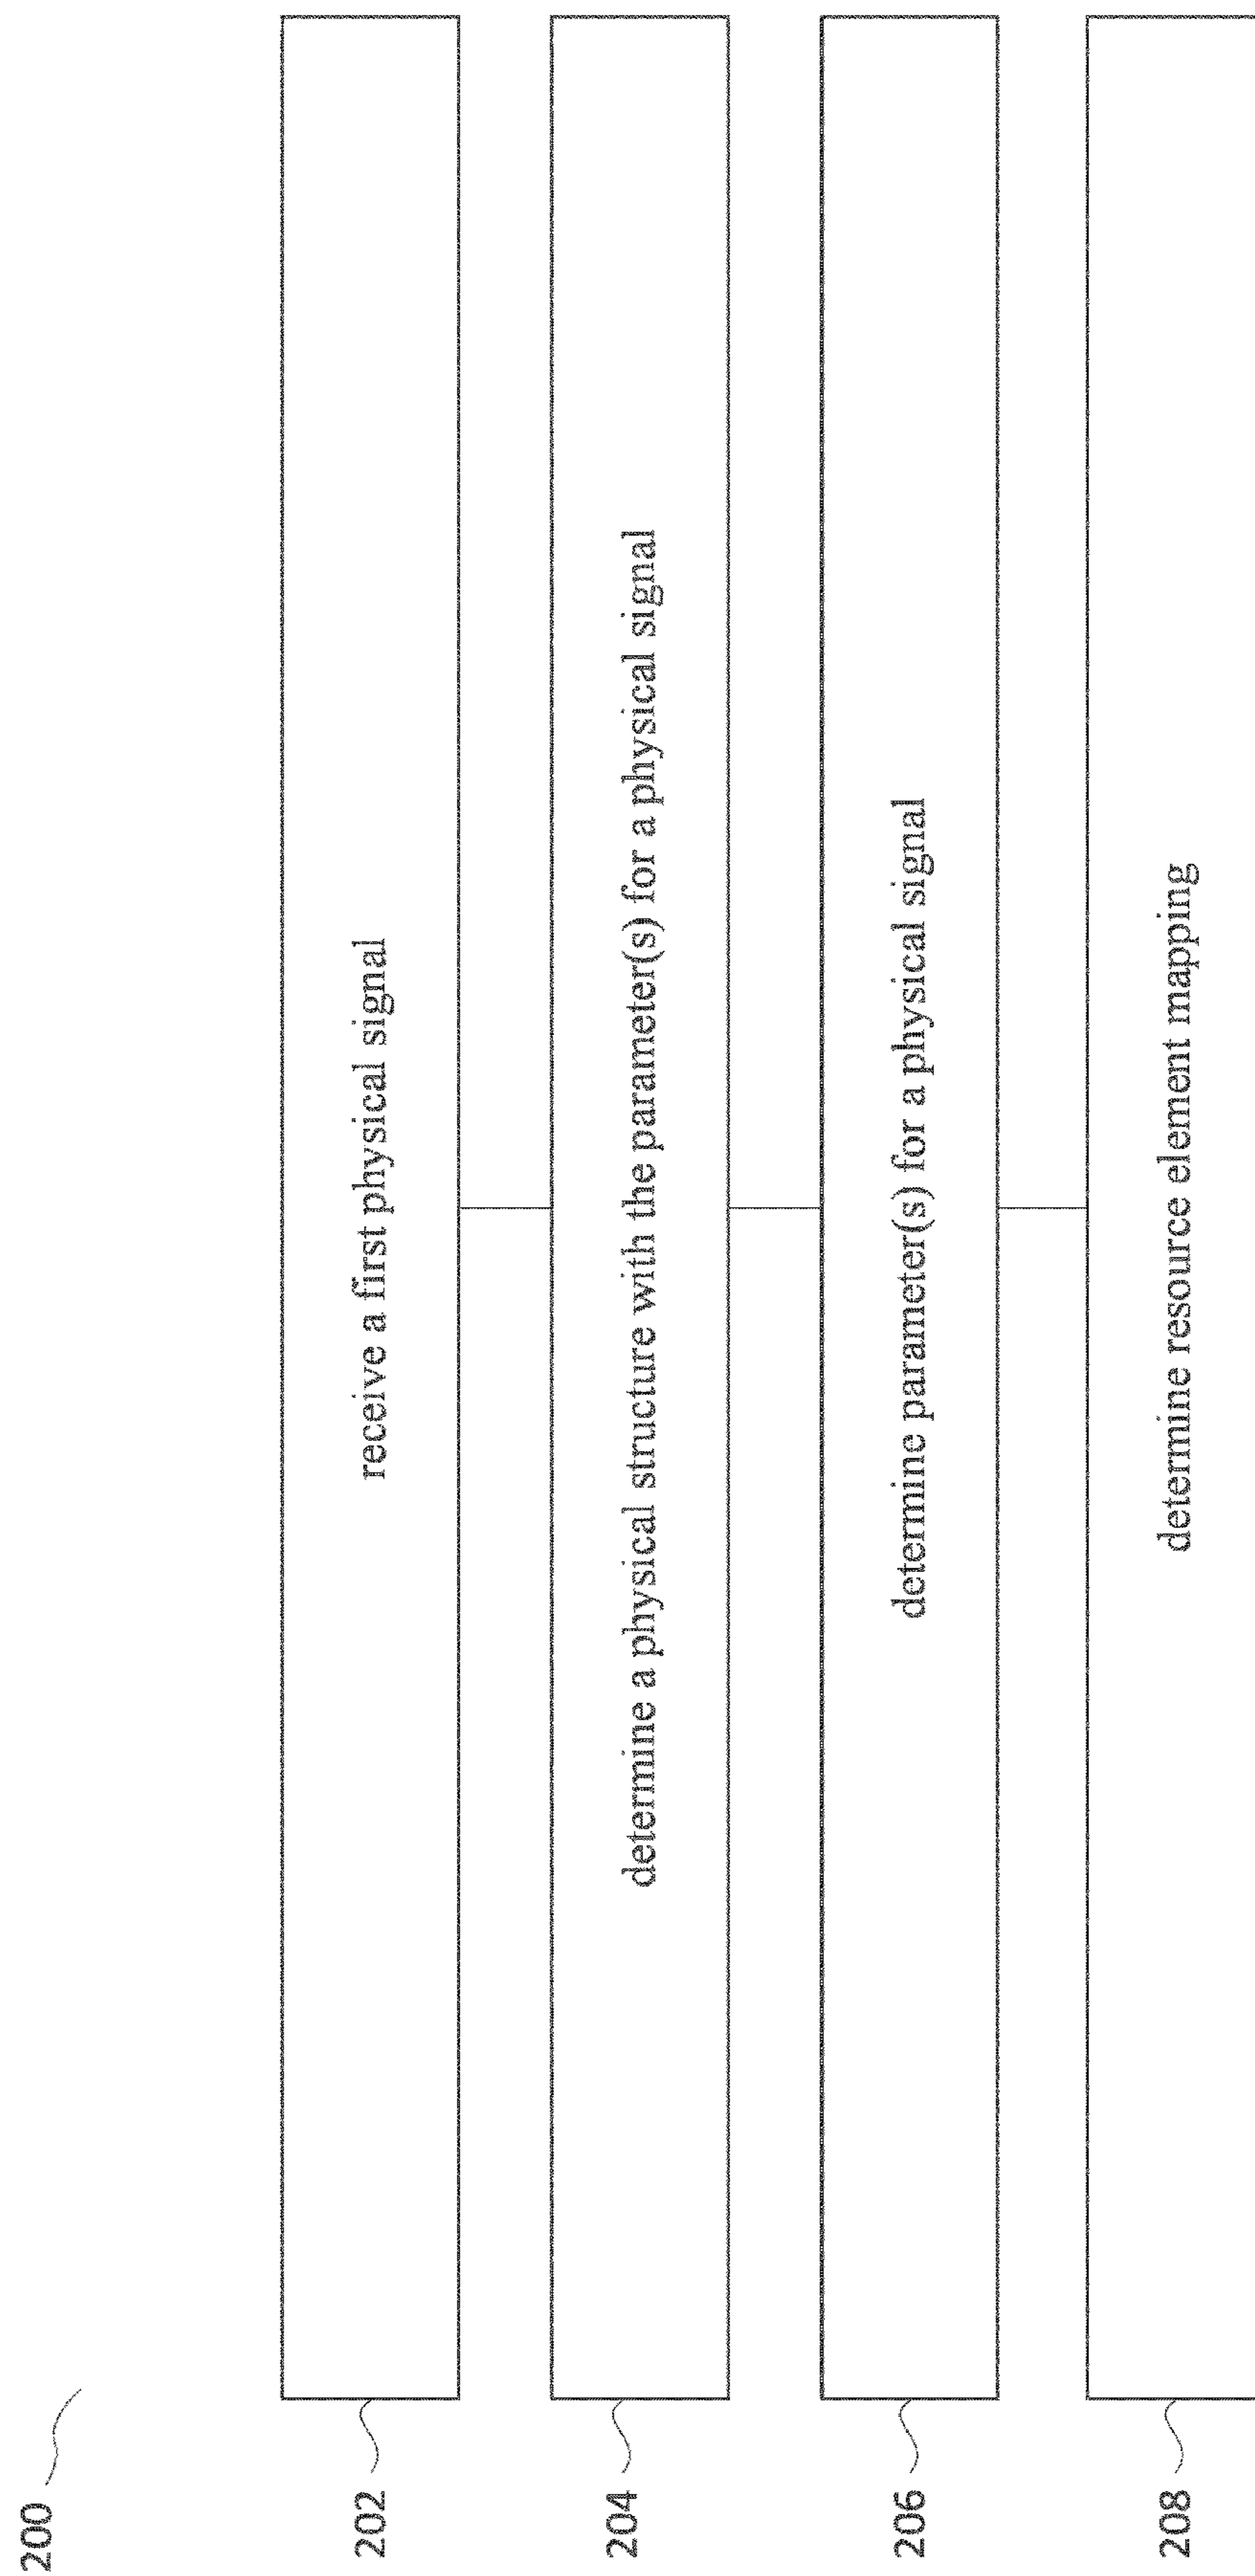 200
202
receive a first physical signal
204
determine a physical structure with the parameter(s) for a physical signal
206
determine parameter(s) for a physical signal
208
determine resource element mapping